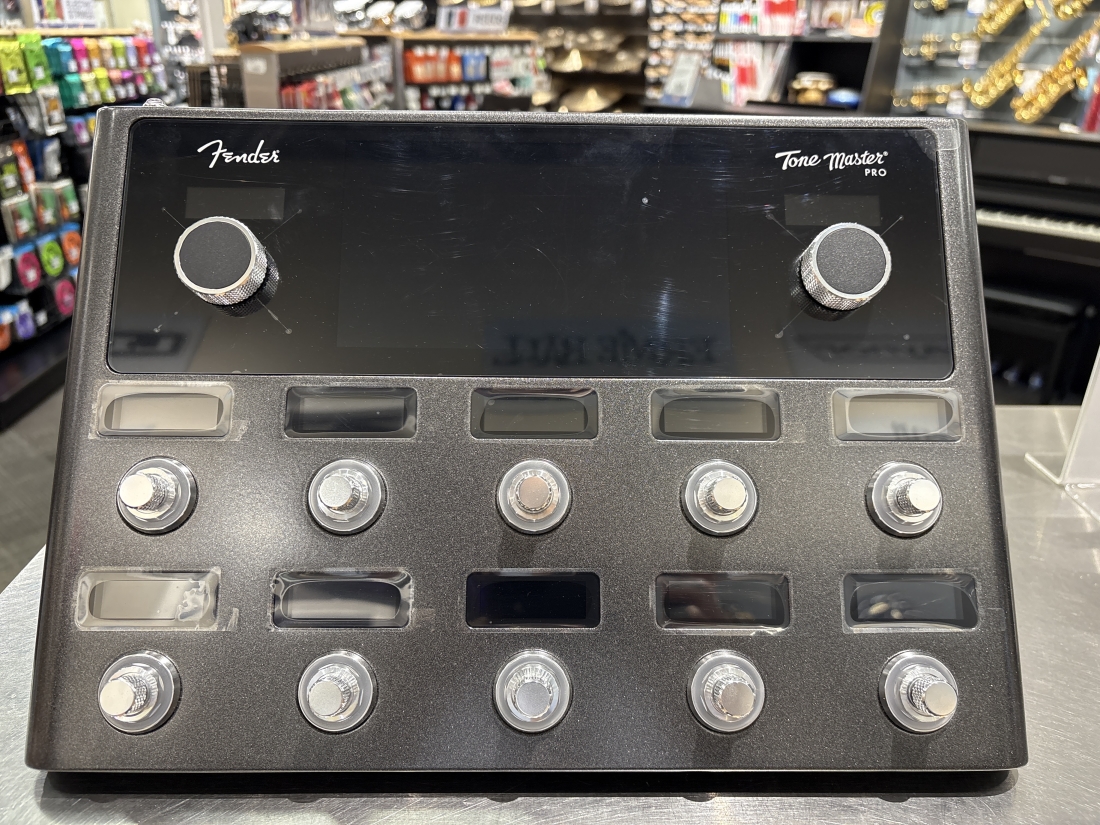 Fender
Tone Master®
PRO